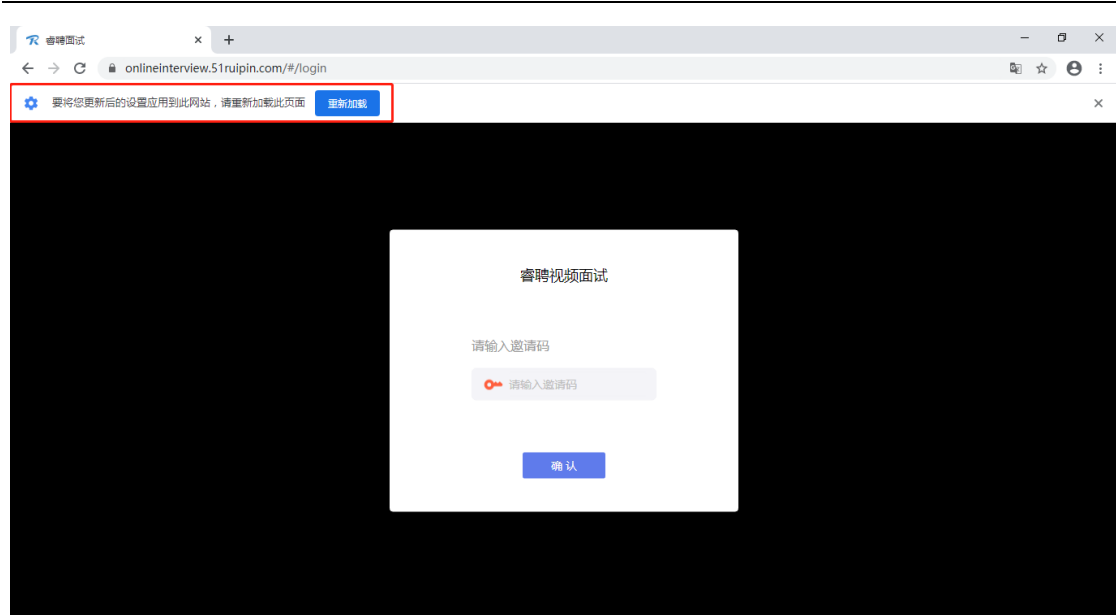 睿聘面试
onlineinterview.51ruipin.com/#/login
要将您更新后的设置应用到此网站，请重新加载此页面 重新加载
睿聘视频面试
请输入邀请码
请输入邀请码
确 认